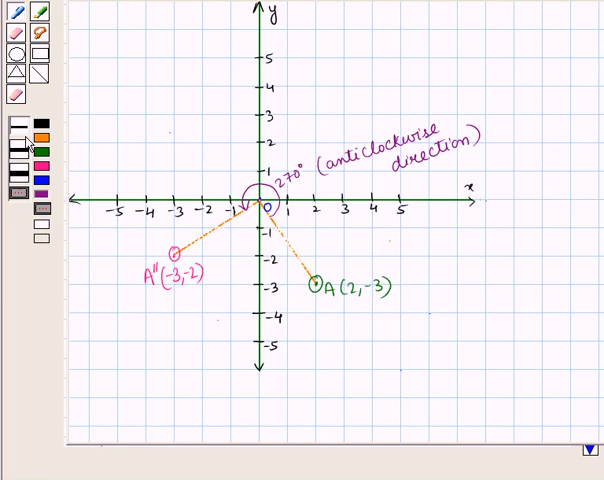 y
5
4
3
2
1
270° (anticlockwise
direction)
x
-5 -4 -3 -2 -1 O 1 2 3 4 5
-1
-2
A"(-3,-2)
-3
A(2,-3)
-4
-5